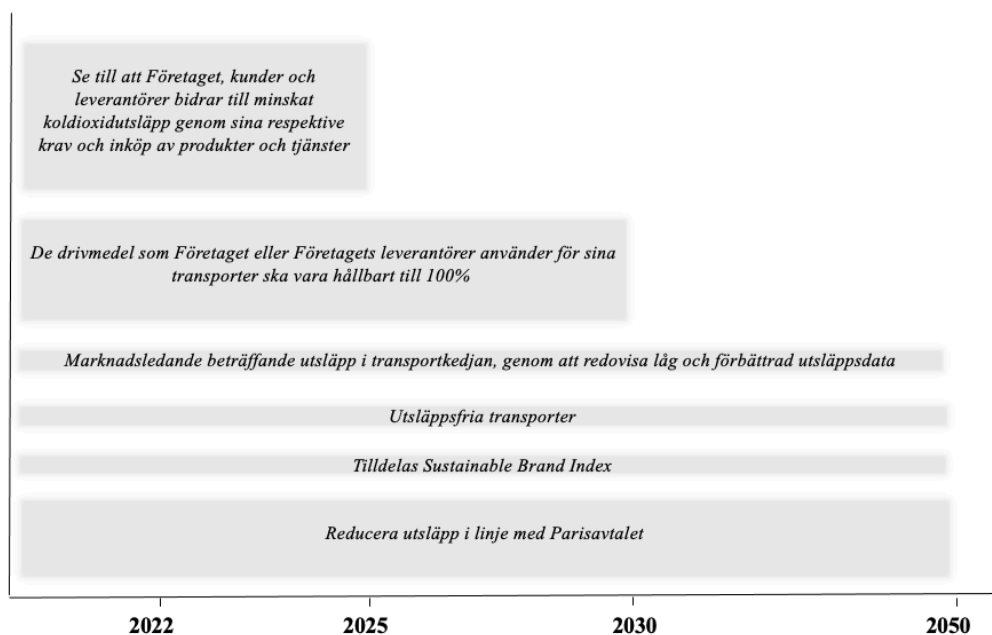 Se till att Företaget, kunder och
leverantörer bidrar till minskat
koldioxidutsläpp genom sina respektive
krav och inköp av produkter och tjänster
De drivmedel som Företaget eller Företagets leverantörer använder för sina
transporter ska vara hållbart till 100%
Marknadsledande beträffande utsläpp i transportkedjan, genom att redovisa låg och förbättrad utsläppsdata
Utsläppsfria transporter
Tilldelas Sustainable Brand Index
Reducera utsläpp i linje med Parisavtalet
2022 2025 2030 2050